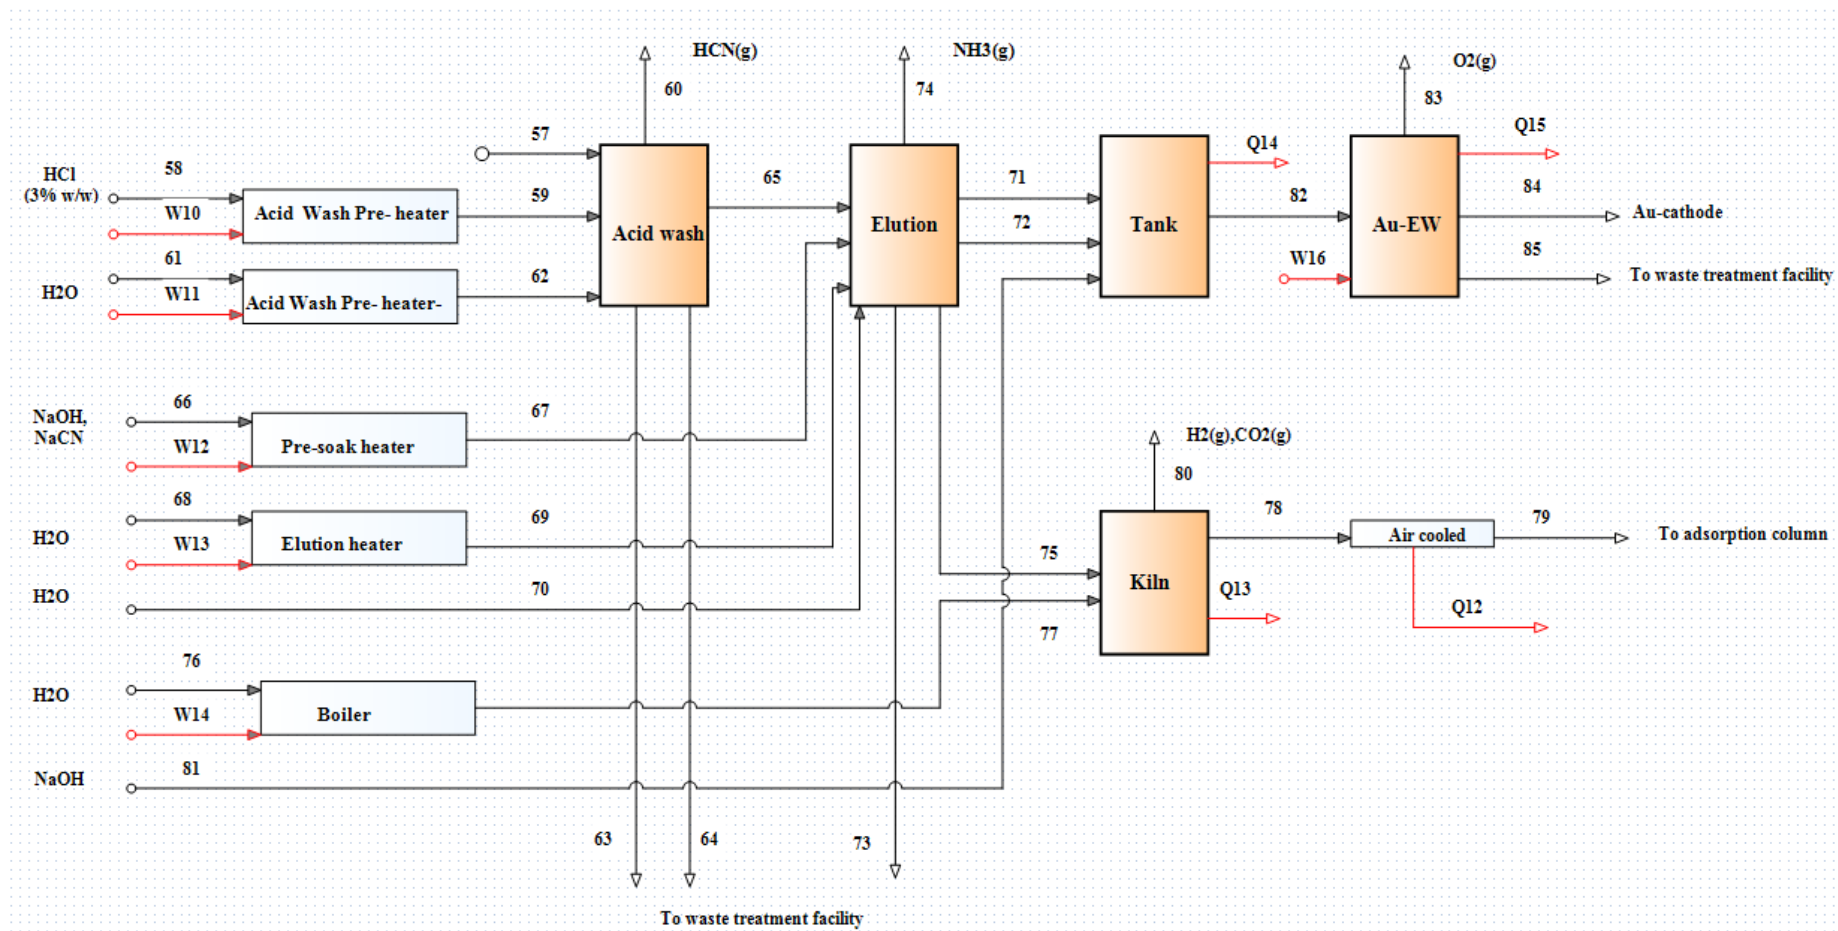 HCN(g)
NH3(g)
O2(g)
60
74
83
57
Q14
Q15
HCl
(3% w/w)
58
W10
Acid Wash Pre- heater
59
65
71
82
84
Au-cathode
Acid wash
Elution
72
Tank
Au-EW
85
61
H2O
W11
Acid Wash Pre- heater-
62
W16
To waste treatment facility
NaOH,
NaCN
66
W12
Pre-soak heater
67
H2(g),CO2(g)
80
68
H2O
W13
Elution heater
69
78
Air cooled
79
To adsorption column
H2O
70
75
Kiln
Q13
Q12
77
76
H2O
W14
Boiler
NaOH
81
63
64
73
To waste treatment facility